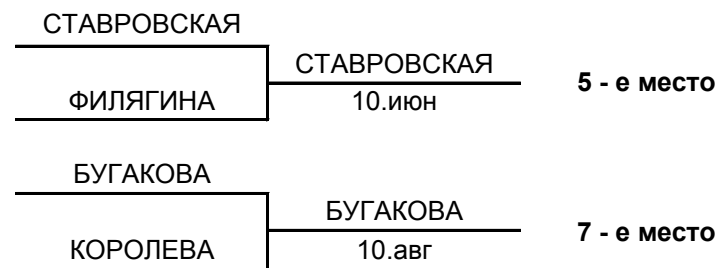 СТАВРОВСКАЯ
СТАВРОВСКАЯ
5 - е место
ФИЛЯГИНА
10.июн
БУГАКОВА
БУГАКОВА
7 - е место
КОРОЛЕВА
10.авг